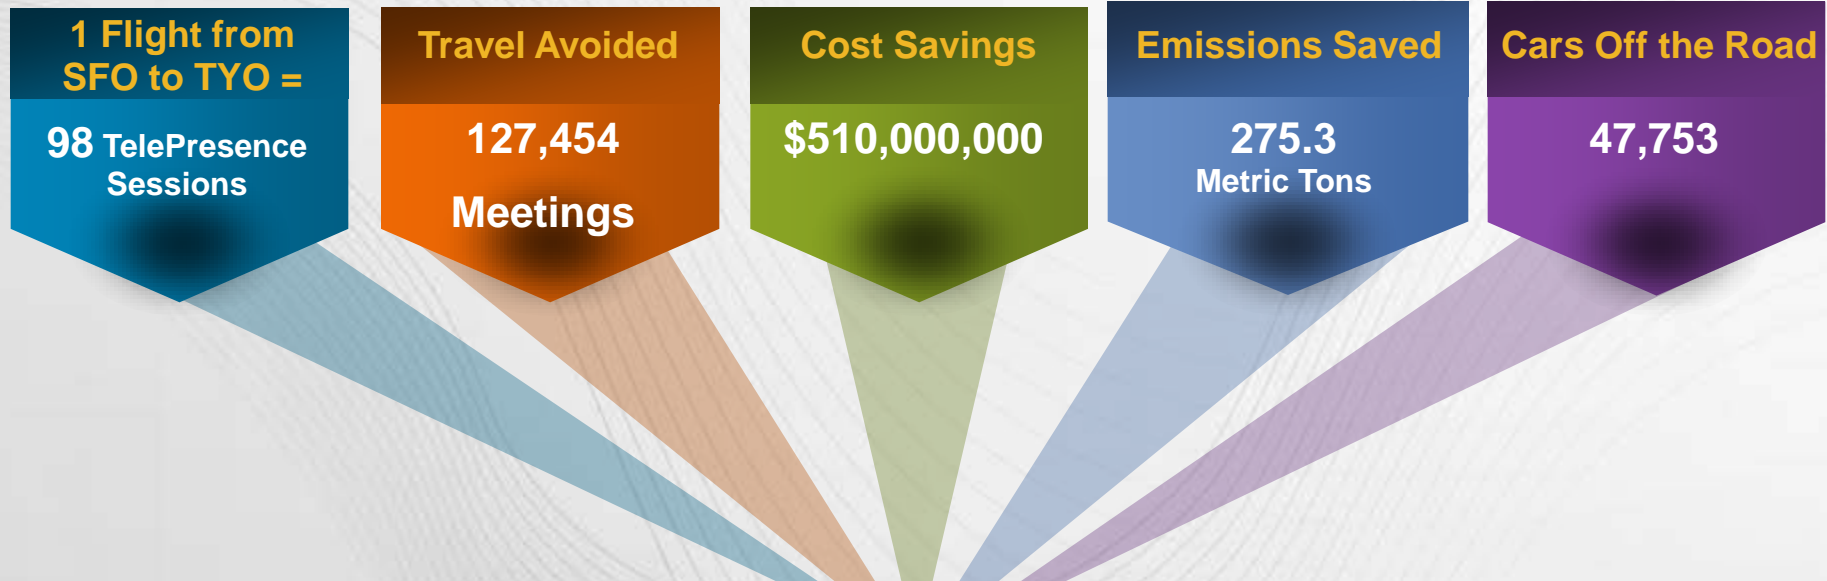 1 Flight from
SFO to TYO =
98 TelePresence
Sessions
Travel Avoided
127,454
Meetings
Cost Savings
$510,000,000
Emissions Saved
275.3
Metric Tons
Cars Off the Road
47,753